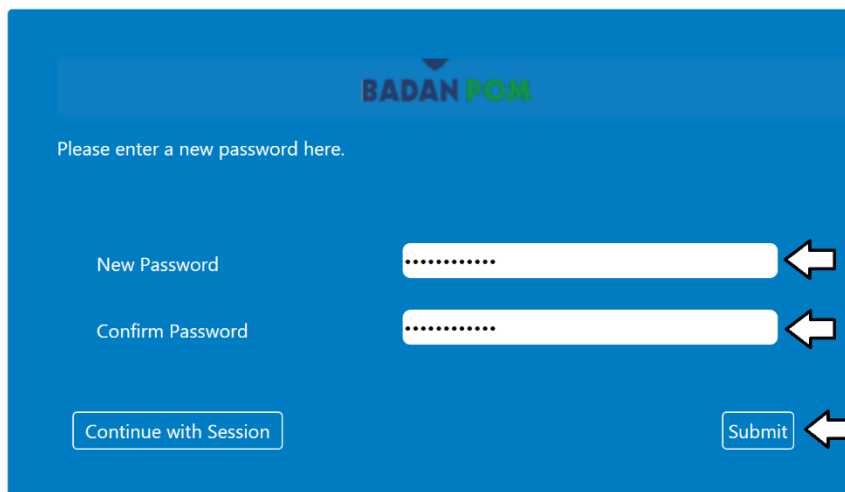 BADAN POM
Please enter a new password here.
New Password
Confirm Password
Continue with Session
Submit